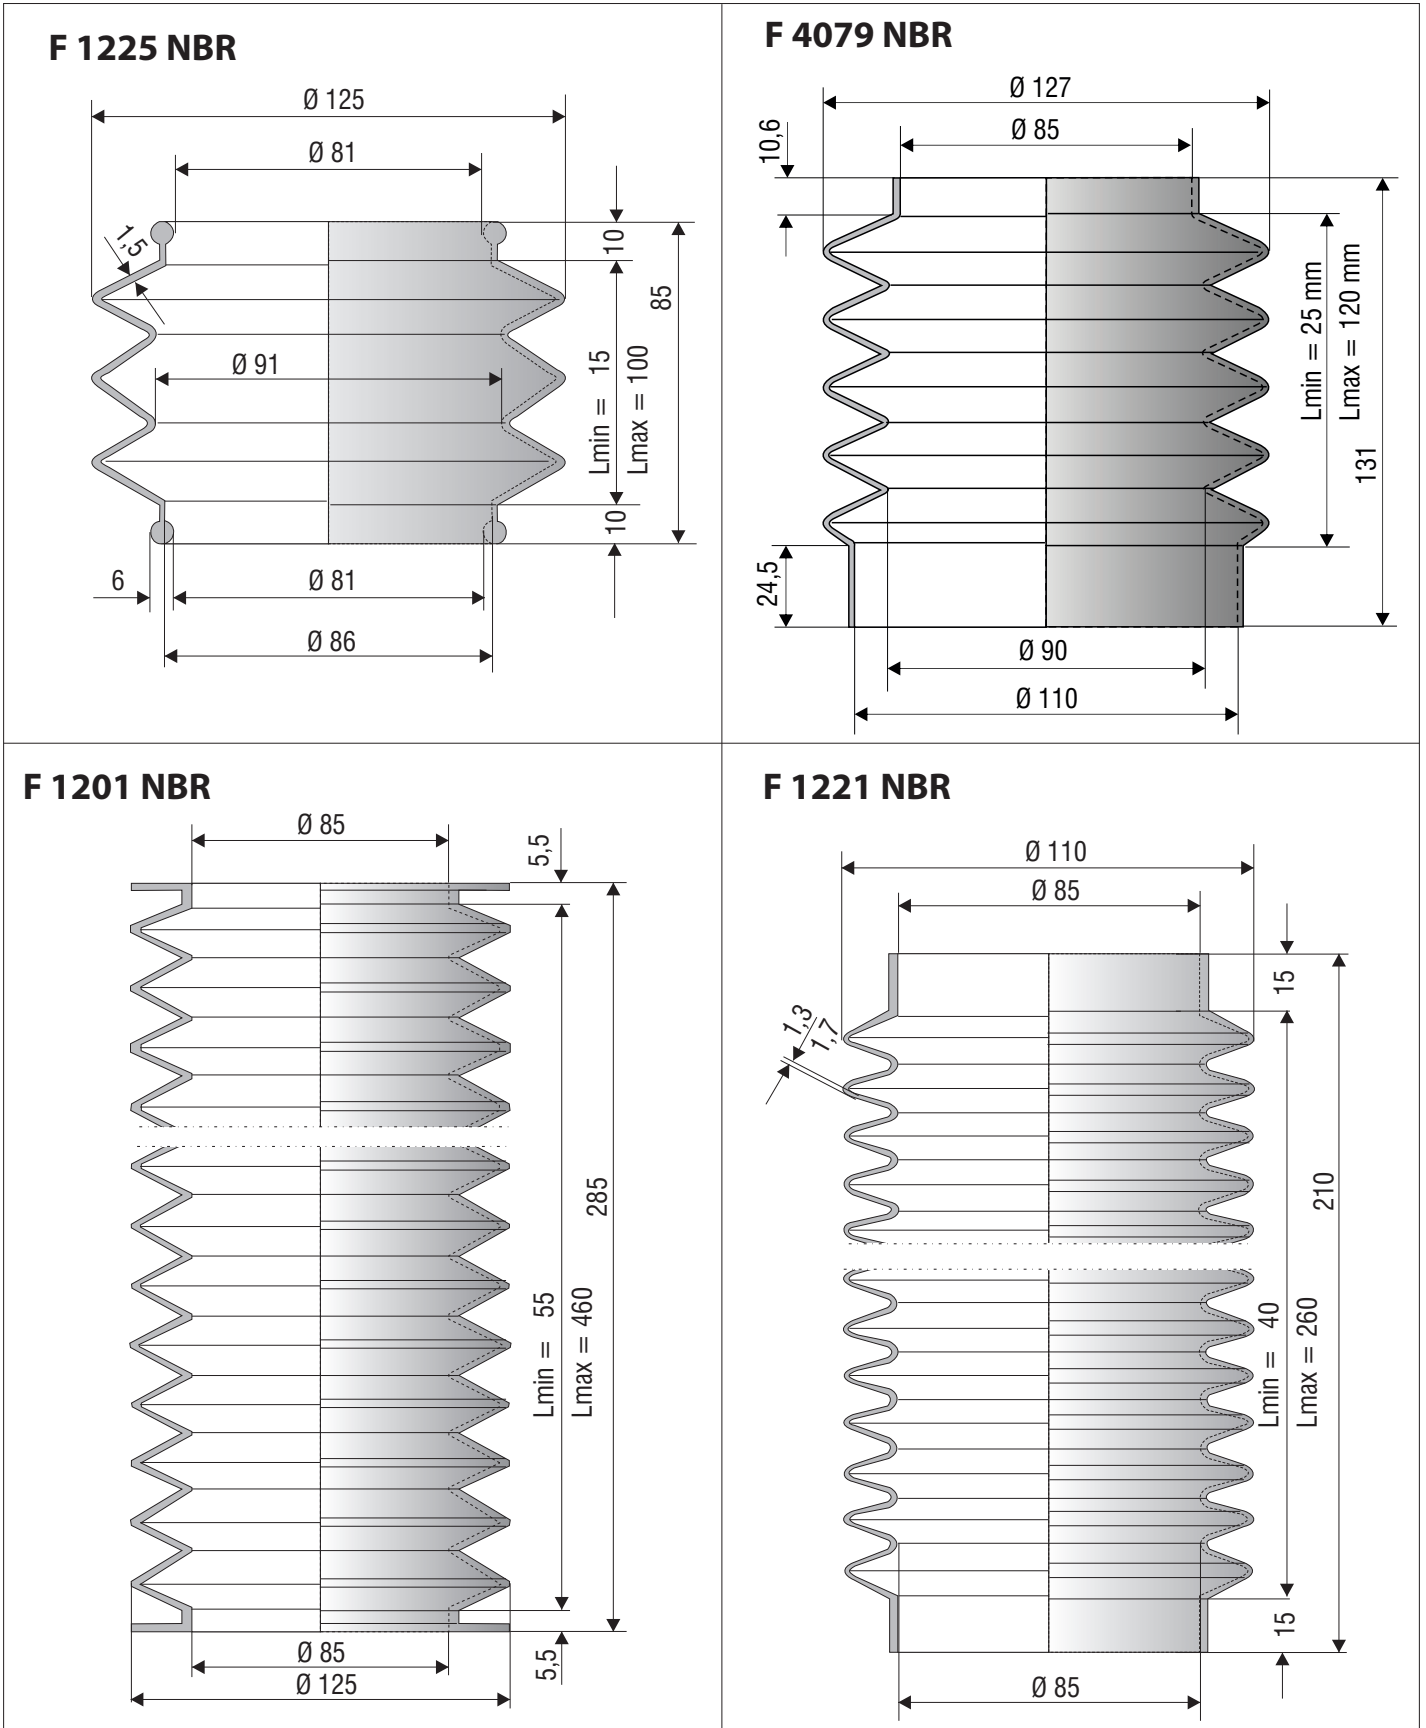 F 1225 NBR
Ø 125
Ø 81
1,5
10
85
Ø 91
Lmin = 15
Lmax = 100
10
6
Ø 81
Ø 86
F 4079 NBR
Ø 127
10,6
Ø 85
Lmin = 25 mm
Lmax = 120 mm
131
24,5
Ø 90
Ø 110
F 1201 NBR
Ø 85
5,5
285
Lmin = 55
Lmax = 460
Ø 85
5,5
Ø 125
F 1221 NBR
Ø 110
Ø 85
15
1,3
1,7
210
Lmin = 40
Lmax = 260
15
Ø 85